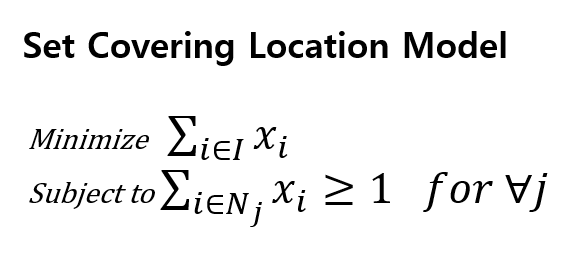 Set Covering Location Model
Minimize ∑i∈I xi
Subject to ∑i∈Nj xi ≥ 1 for ∀j